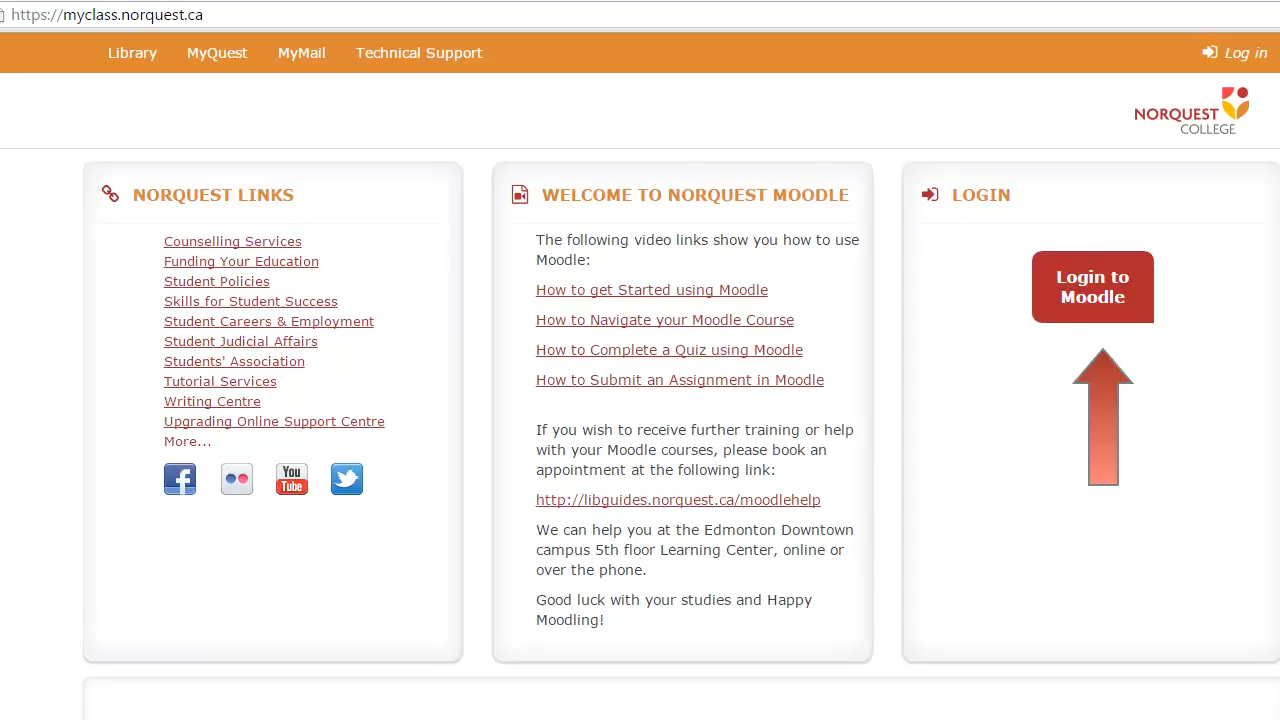 https://myclass.norquest.ca
Library MyQuest MyMail Technical Support Log in
NORQUEST
COLLEGE
NORQUEST LINKS
Counselling Services
Funding Your Education
Student Policies
Skills for Student Success
Student Careers & Employment
Student Judicial Affairs
Students' Association
Tutorial Services
Writing Centre
Upgrading Online Support Centre
More...
f
You
Tube
WELCOME TO NORQUEST MOODLE
The following video links show you how to use
Moodle:
How to get Started using Moodle
How to Navigate your Moodle Course
How to Complete a Quiz using Moodle
How to Submit an Assignment in Moodle
If you wish to receive further training or help
with your Moodle courses, please book an
appointment at the following link:
http://libguides.norquest.ca/moodlehelp
We can help you at the Edmonton Downtown
campus 5th floor Learning Center, online or
over the phone.
Good luck with your studies and Happy
Moodling!
LOGIN
Login to
Moodle